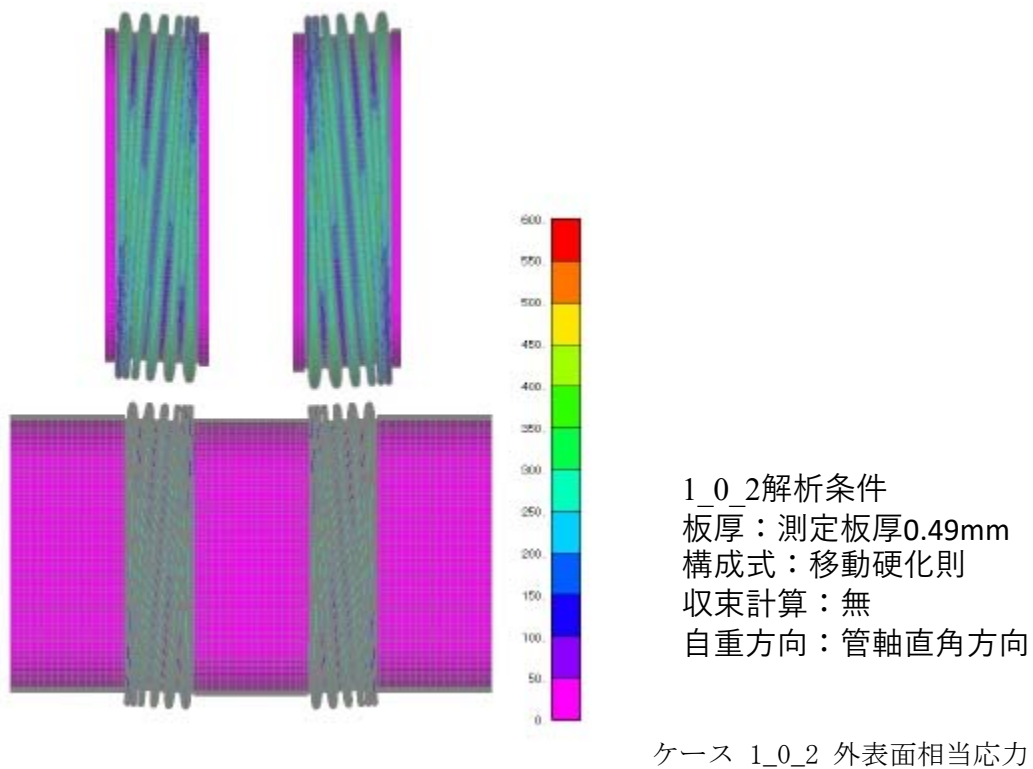 600.
550.
500.
450.
400.
350.
300.
250.
200.
150.
100.
50.
0.
1_0_2解析条件
板厚：測定板厚0.49mm
構成式：移動硬化則
収束計算：無
自重方向：管軸直角方向
ケース 1_0_2 外表面相当応力